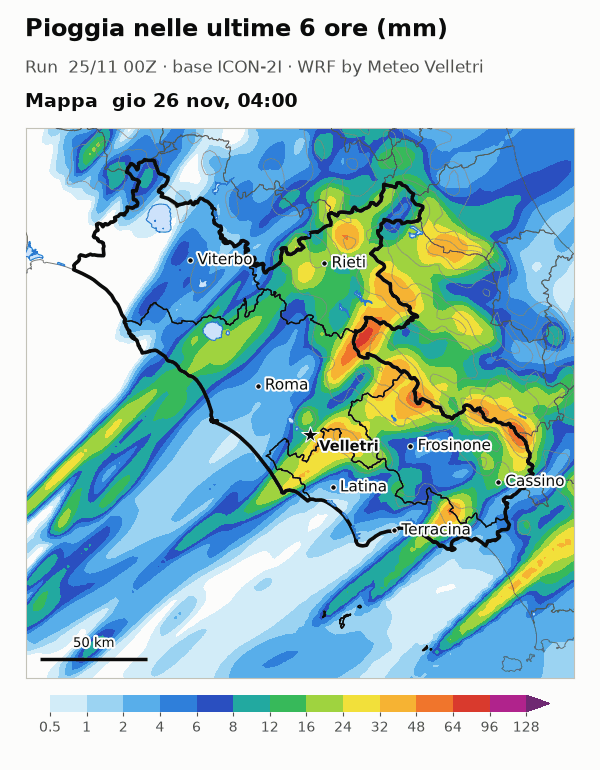 Pioggia nelle ultime 6 ore (mm)
Run 25/11 00Z · base ICON-2I · WRF by Meteo Velletri
Mappa gio 26 nov, 04:00
Viterbo
Rieti
Roma
Velletri
Frosinone
Cassino
Latina
Terracina
50 km
0.5 1 2 4 6 8 12 16 24 32 48 64 96 128